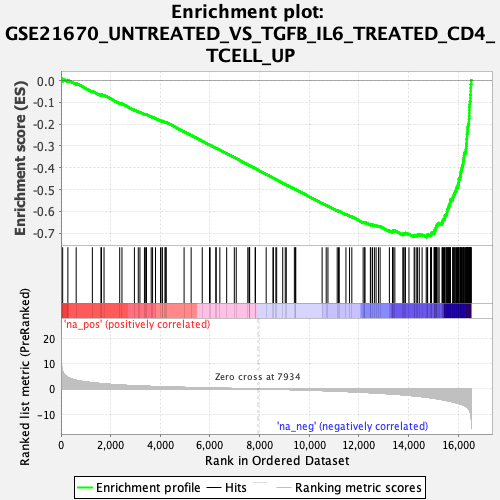 Enrichment plot:
GSE21670_UNTREATED_VS_TGFB_IL6_TREATED_CD4_
TCELL_UP
Enrichment score (ES)
0.0
-0.1
-0.2
-0.3
-0.4
-0.5
-0.6
-0.7
'na_pos' (positively correlated)
Ranked list metric (PreRanked)
20
10
0
-10
Zero cross at 7934
'na_neg' (negatively correlated)
0
2,000
4,000
6,000
8,000
10,000
12,000
14,000
16,000
Rank in Ordered Dataset
Enrichment profile
Hits
Ranking metric scores